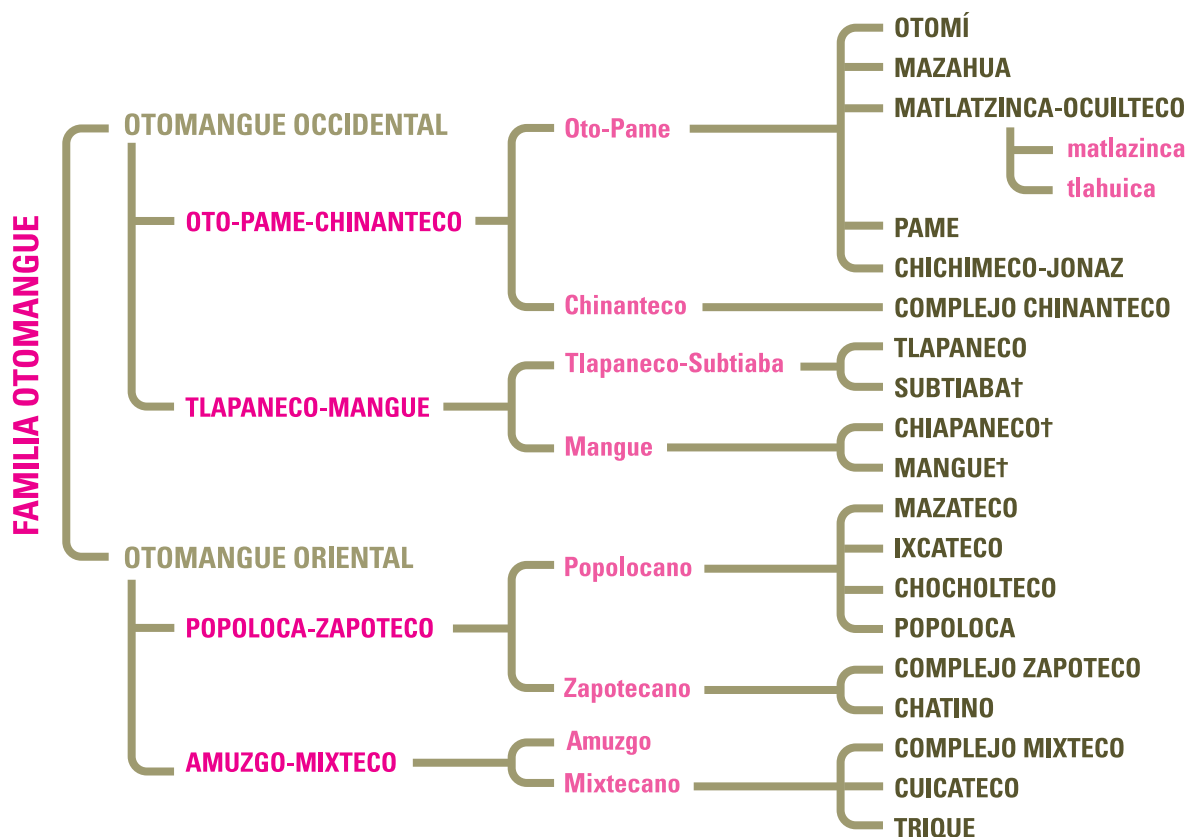 FAMILIA OTOMANGUE
OTOMANGUE OCCIDENTAL
OTO-PAME-CHINANTECO
Oto-Pame
OTOMÍ
MAZAHUA
MATLATZINCA-OCUILTECO
matlazinca
tlahuica
PAME
CHICHIMECO-JONAZ
Chinanteco
COMPLEJO CHINANTECO
TLAPANECO-MANGUE
Tlapaneco-Subtiaba
TLAPANECO
SUBTIABA†
Mangue
CHIAPANECO†
MANGUE†
OTOMANGUE ORIENTAL
POPOLOCA-ZAPOTECO
Popolocano
MAZATECO
IXCATECO
CHOCHOLTECO
POPOLOCA
Zapotecano
COMPLEJO ZAPOTECO
CHATINO
AMUZGO-MIXTECO
Amuzgo
Mixtecano
COMPLEJO MIXTECO
CUICATECO
TRIQUE